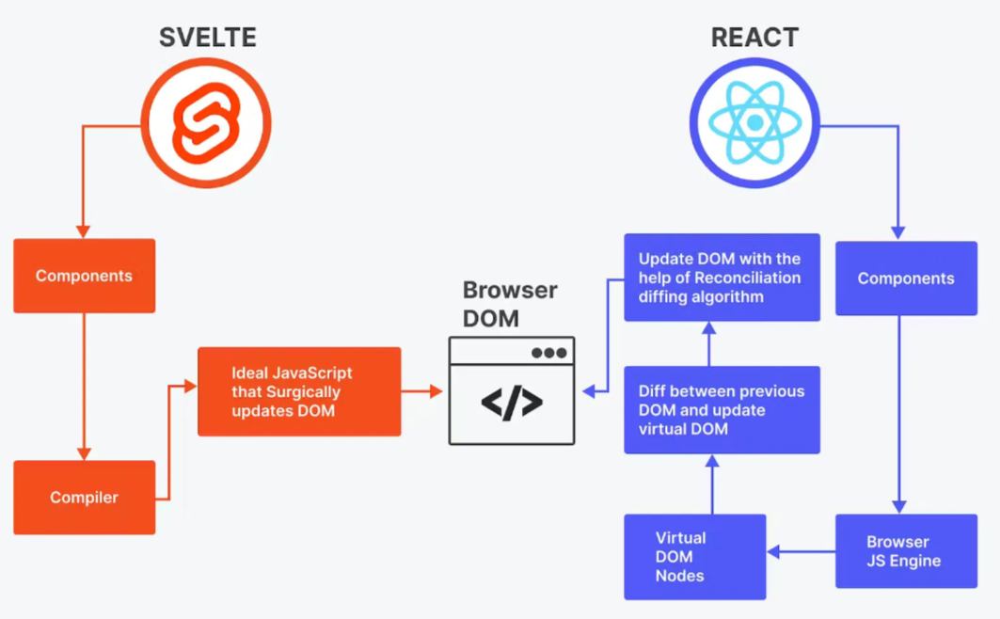 SVELTE
REACT
Components
Compiler
Ideal JavaScript
that Surgically
updates DOM
Browser
DOM
</>
Update DOM with the
help of Reconciliation
diffing algorithm
Components
Diff between previous
DOM and update
virtual DOM
Virtual
DOM
Nodes
Browser
JS Engine